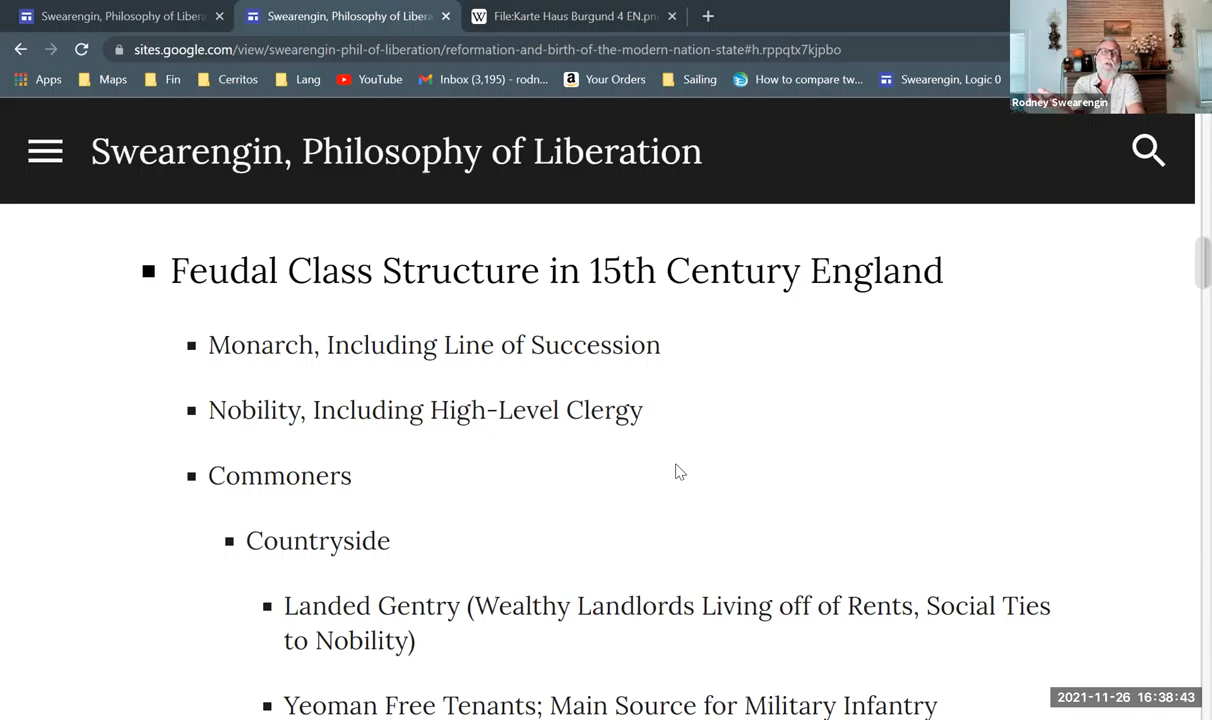 Swearengin, Philosophy of Libera
Swearengin, Philosophy of Libera
File:Karte Haus Burgund 4 EN.pn
sites.google.com/view/swearengin-phil-of-liberation/reformation-and-birth-of-the-modern-nation-state#h.rppqtx7kjpbo
Apps Maps Fin Cerritos Lang YouTube Inbox (3,195) - rodn... Your Orders Sailing How to compare tw... Swearengin, Logic 0
Rodney Swearengin
Swearengin, Philosophy of Liberation
Feudal Class Structure in 15th Century England
Monarch, Including Line of Succession
Nobility, Including High-Level Clergy
Commoners
Countryside
Landed Gentry (Wealthy Landlords Living off of Rents, Social Ties
to Nobility)
Yeoman Free Tenants; Main Source for Military Infantry
2021-11-26 16:38:43